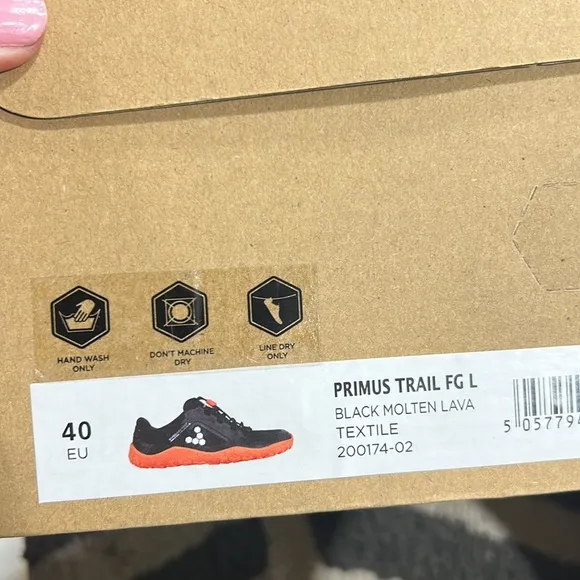 HAND WASH
ONLY
DON'T MACHINE
DRY
LINE DRY
ONLY
40
EU
PRIMUS TRAIL FG L
BLACK MOLTEN LAVA
TEXTILE
200174-02
5 057794